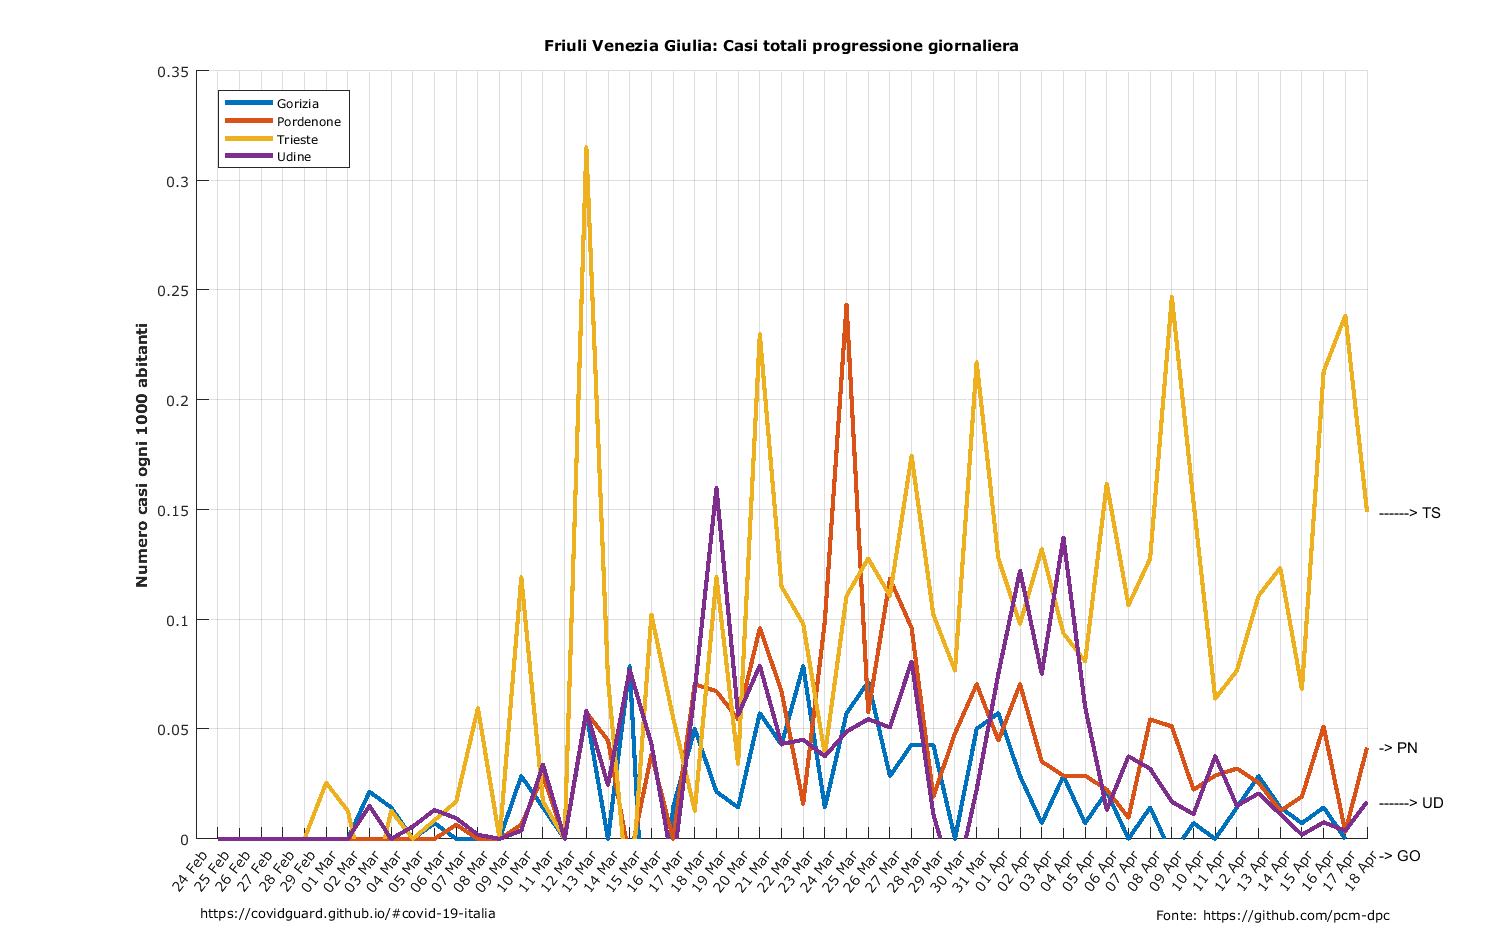 Friuli Venezia Giulia: Casi totali progressione giornaliera
0.35
0.3
0.25
0.2
0.15
0.1
0.05
0
Numero casi ogni 1000 abitanti
Gorizia
Pordenone
Trieste
Udine
------> TS
-> PN
------> UD
-> GO
24 Feb
25 Feb
26 Feb
27 Feb
28 Feb
29 Feb
01 Mar
02 Mar
03 Mar
04 Mar
05 Mar
06 Mar
07 Mar
08 Mar
09 Mar
10 Mar
11 Mar
12 Mar
13 Mar
14 Mar
15 Mar
16 Mar
17 Mar
18 Mar
19 Mar
20 Mar
21 Mar
22 Mar
23 Mar
24 Mar
25 Mar
26 Mar
27 Mar
28 Mar
29 Mar
30 Mar
31 Mar
01 Apr
02 Apr
03 Apr
04 Apr
05 Apr
06 Apr
07 Apr
08 Apr
09 Apr
10 Apr
11 Apr
12 Apr
13 Apr
14 Apr
15 Apr
16 Apr
17 Apr
18 Apr
https://covidguard.github.io/#covid-19-italia
Fonte: https://github.com/pcm-dpc